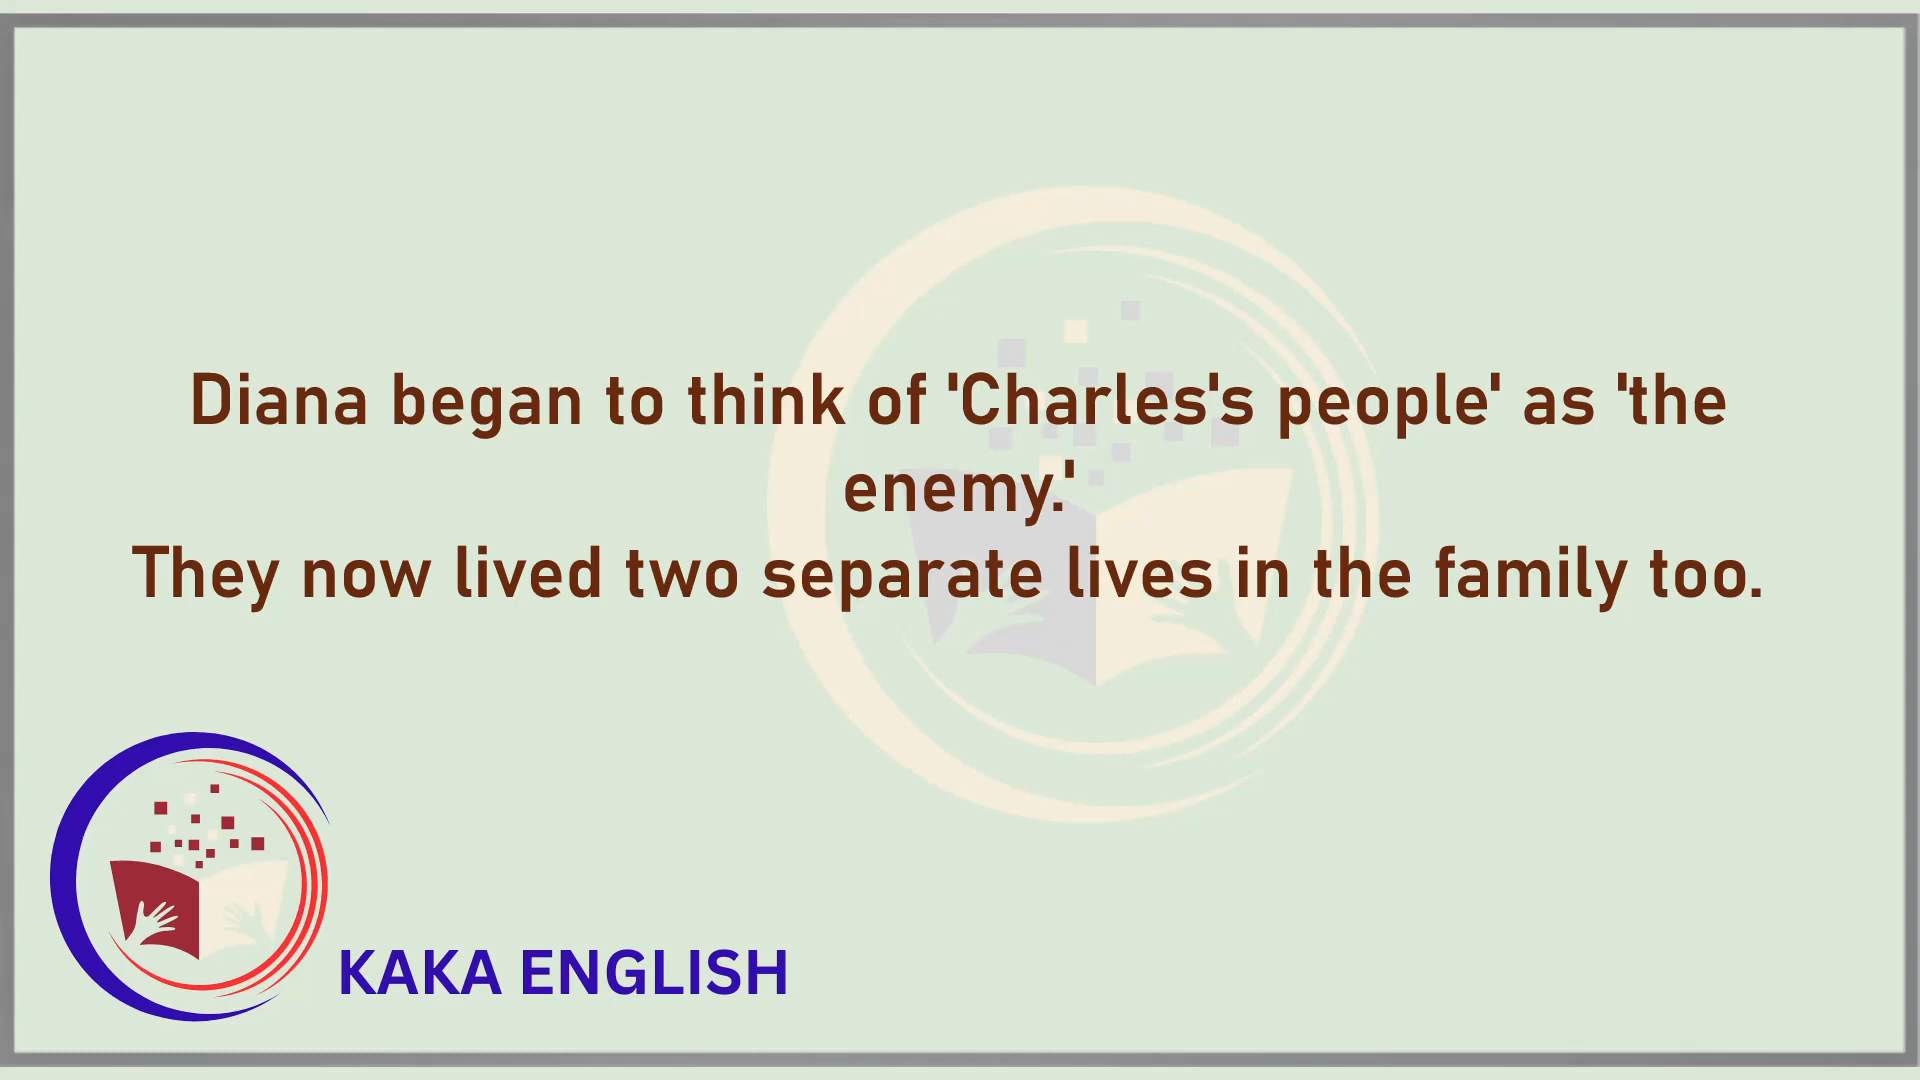 Diana began to think of 'Charles's people' as 'the
enemy.'
They now lived two separate lives in the family too.
KAKA ENGLISH